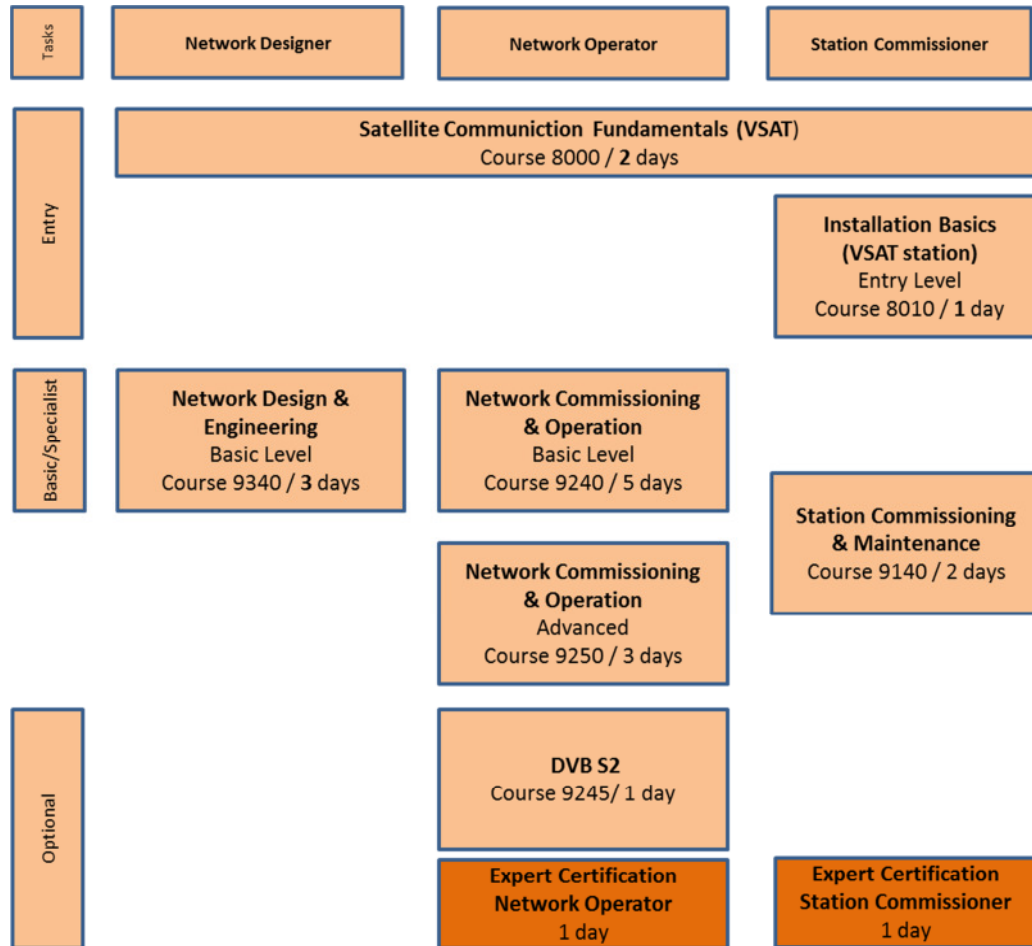 Tasks
Network Designer
Network Operator
Station Commissioner
Entry
Satellite Communiction Fundamentals (VSAT)
Course 8000 / 2 days
Installation Basics
(VSAT station)
Entry Level
Course 8010 / 1 day
Basic/Specialist
Network Design &
Engineering
Basic Level
Course 9340 / 3 days
Network Commissioning
& Operation
Basic Level
Course 9240 / 5 days
Station Commissioning
& Maintenance
Course 9140 / 2 days
Network Commissioning
& Operation
Advanced
Course 9250 / 3 days
Optional
DVB S2
Course 9245/ 1 day
Expert Certification
Network Operator
1 day
Expert Certification
Station Commissioner
1 day